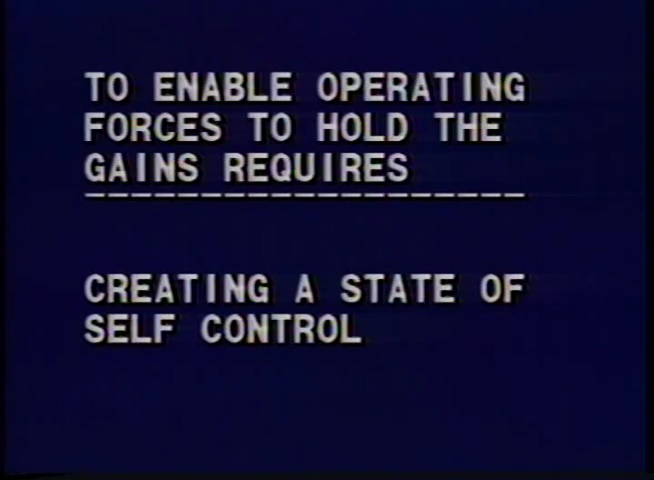 TO ENABLE OPERATING
FORCES TO HOLD THE
GAINS REQUIRES
CREATING A STATE OF
SELF CONTROL